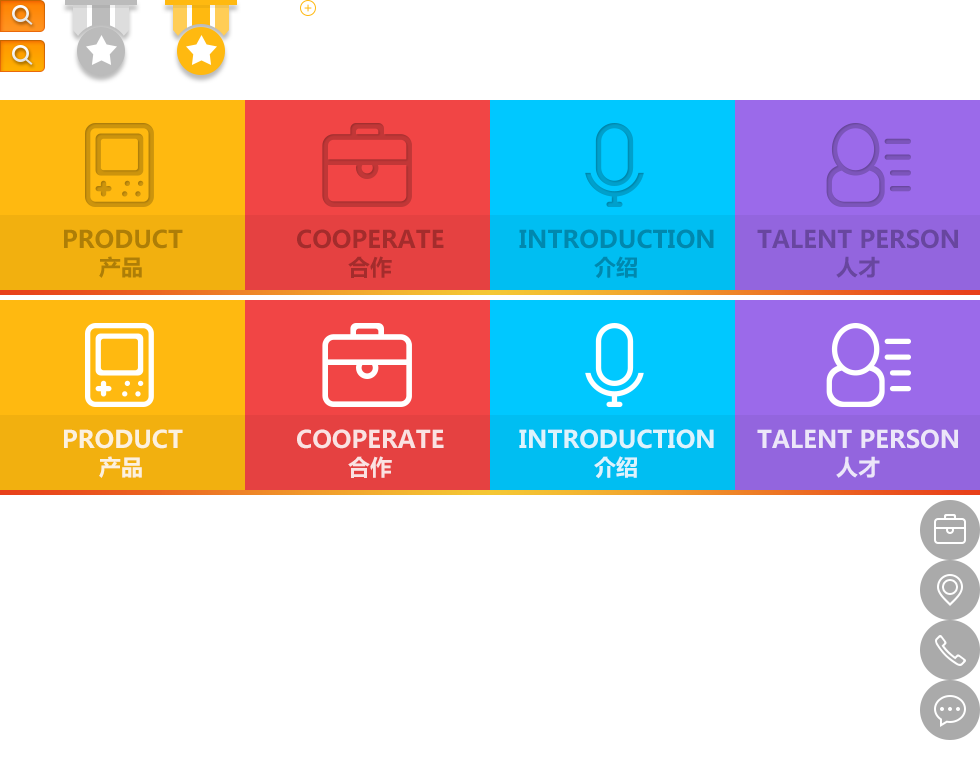 PRODUCT
产品
COOPERATE
合作
INTRODUCTION
介绍
TALENT PERSON
人才
PRODUCT
产品
COOPERATE
合作
INTRODUCTION
介绍
TALENT PERSON
人才